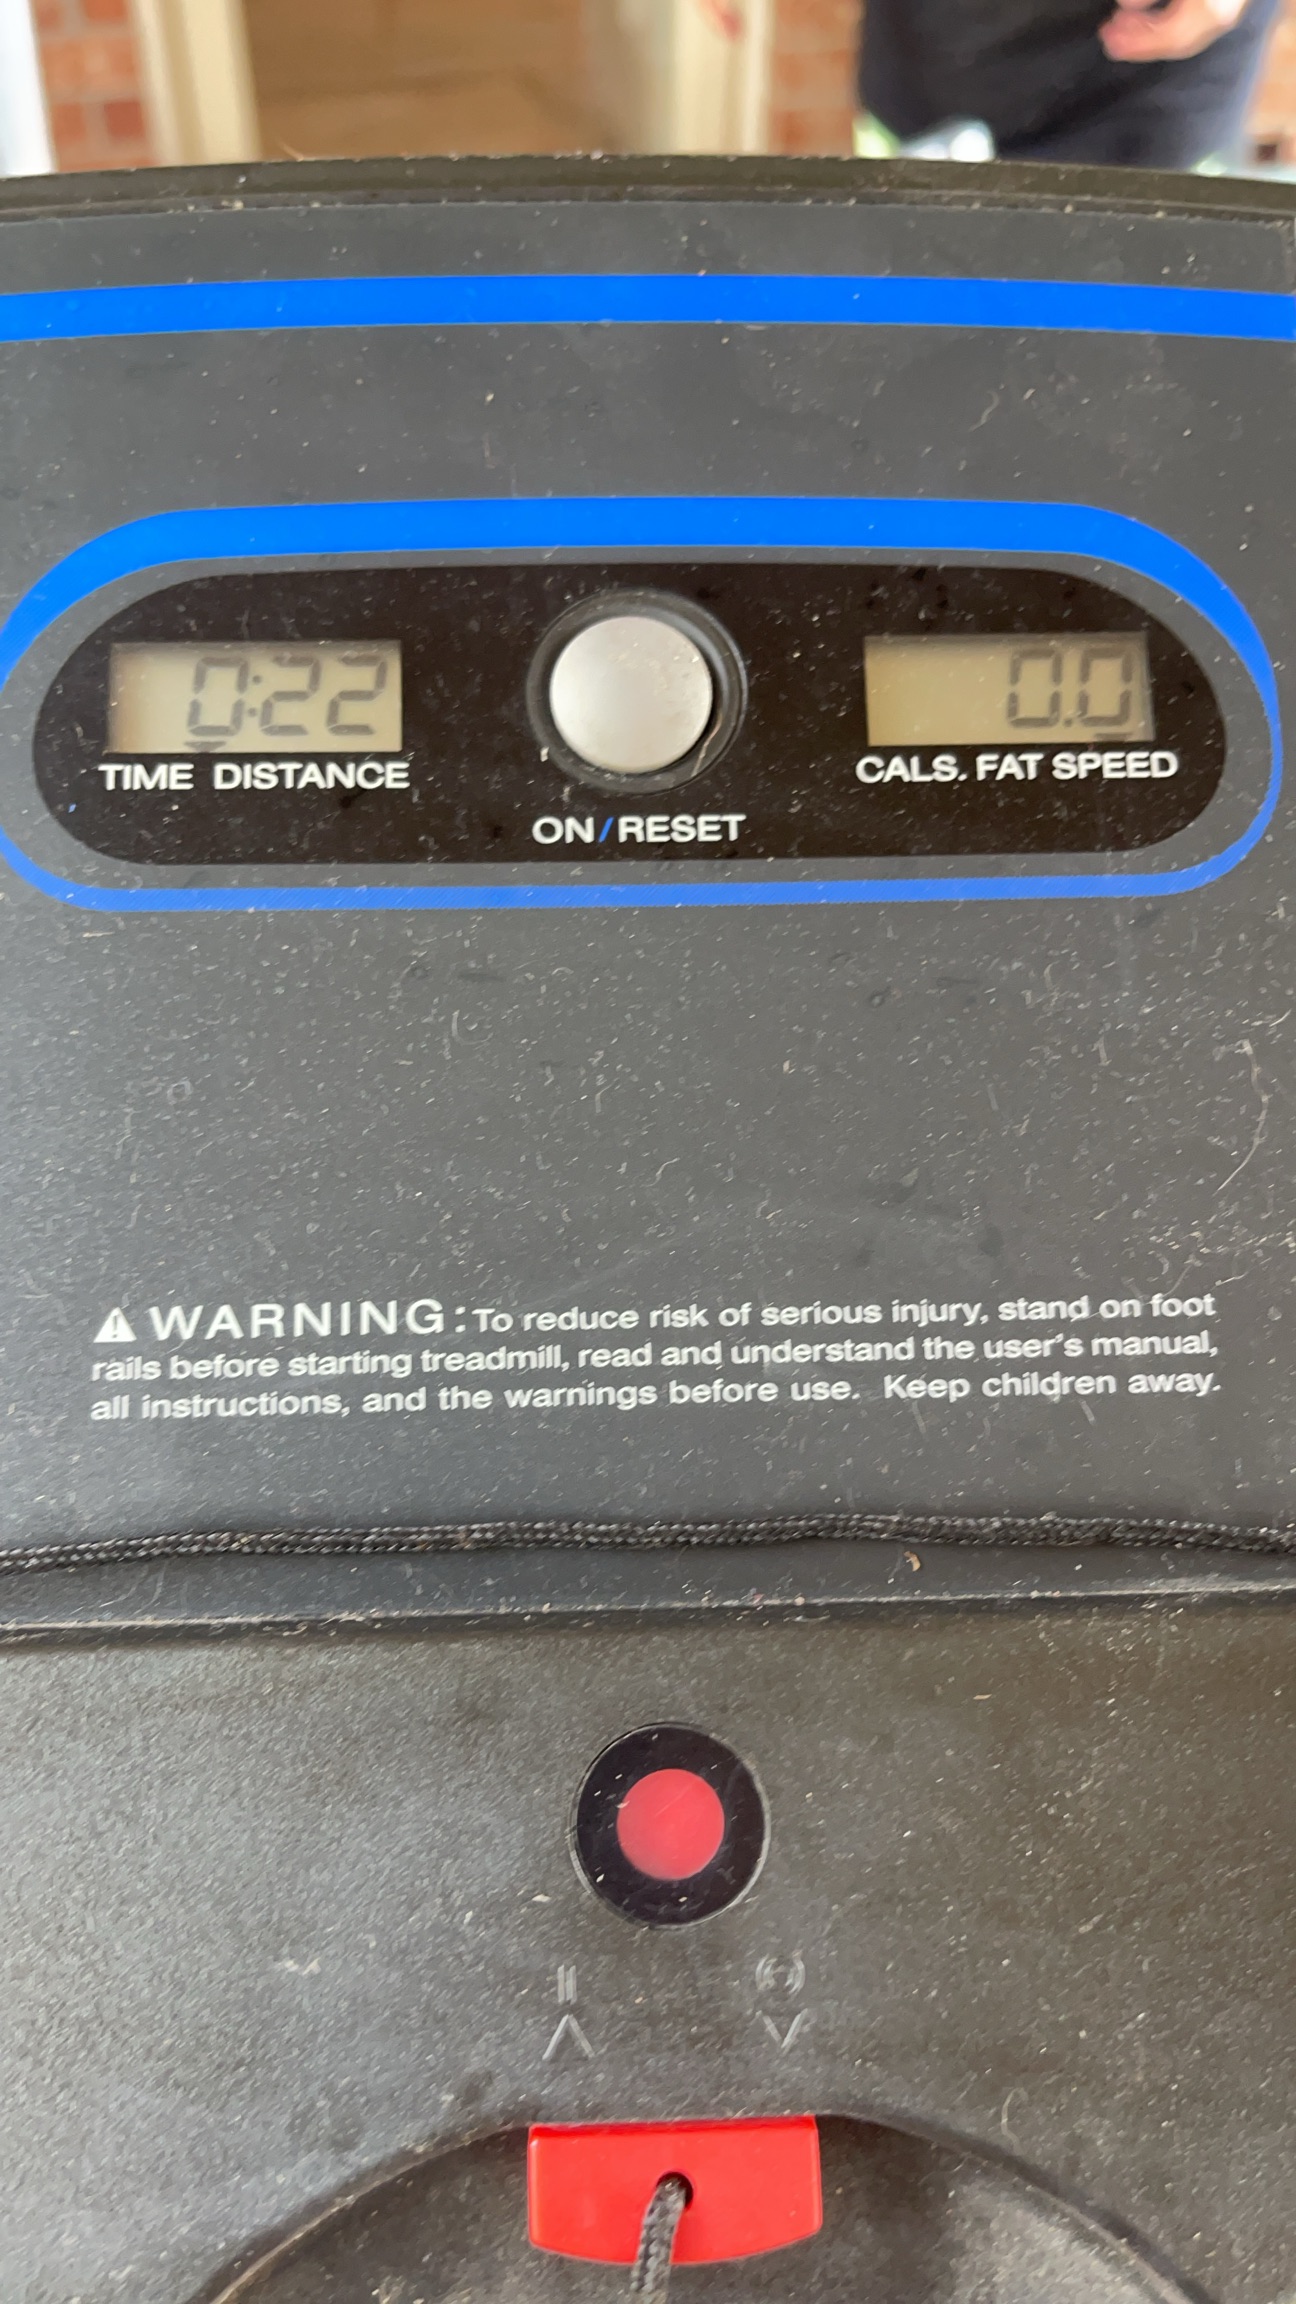 0:22
0.0
TIME DISTANCE
CALS. FAT SPEED
ON/RESET
⚠ WARNING: To reduce risk of serious injury, stand on foot
rails before starting treadmill, read and understand the user's manual,
all instructions, and the warnings before use. Keep children away.